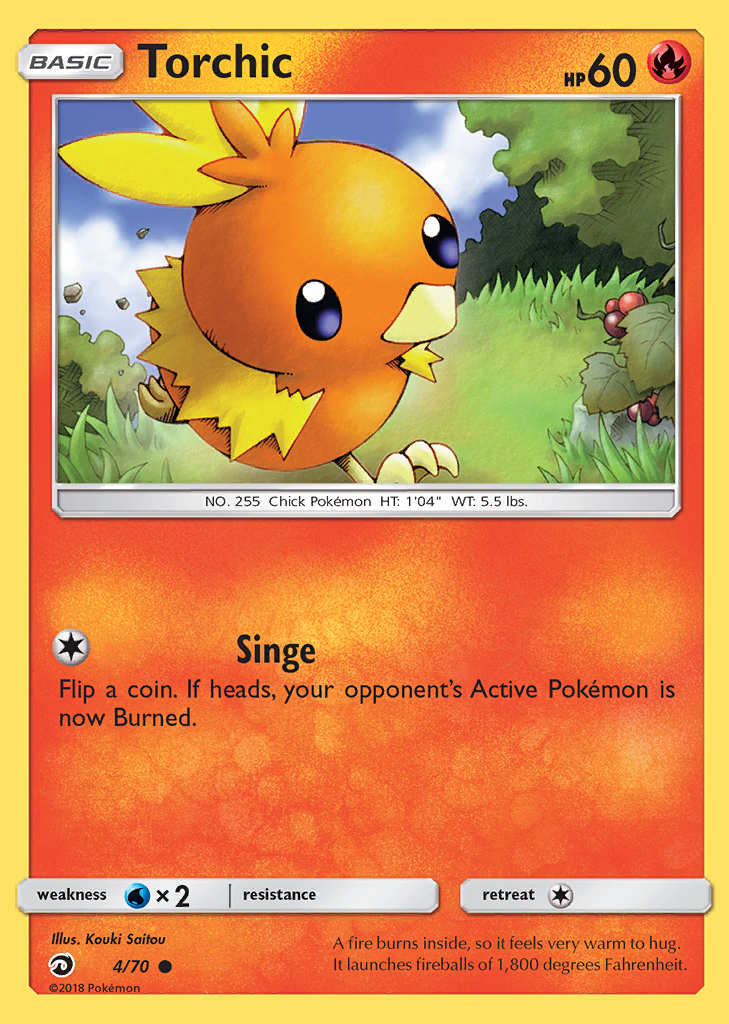 BASIC Torchic HP60
NO. 255 Chick Pokémon HT: 1'04" WT: 5.5 lbs.
Singe
Flip a coin. If heads, your opponent's Active Pokémon is
now Burned.
weakness ×2 resistance retreat
Illus. Kouki Saitou
4/70
©2018 Pokémon
A fire burns inside, so it feels very warm to hug.
It launches fireballs of 1,800 degrees Fahrenheit.